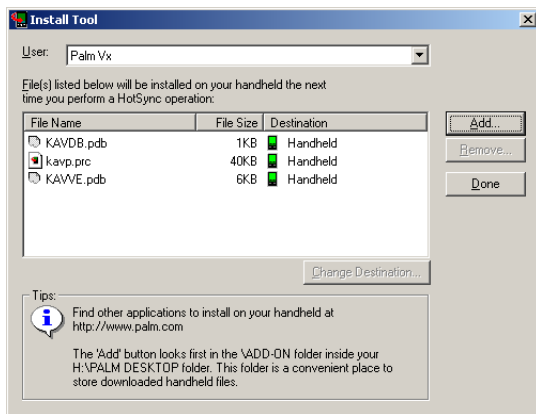 Install Tool
User: Palm Vx
File(s) listed below will be installed on your handheld the next
time you perform a HotSync operation:
File Name File Size Destination
KAVDB.pdb 1KB Handheld
kavp.prc 40KB Handheld
KAVVE.pdb 6KB Handheld
Add...
Remove...
Done
Change Destination...
Tips:
Find other applications to install on your handheld at
http://www.palm.com
The 'Add' button looks first in the \ADD-ON folder inside your
H:\PALM DESKTOP folder. This folder is a convenient place to
store downloaded handheld files.